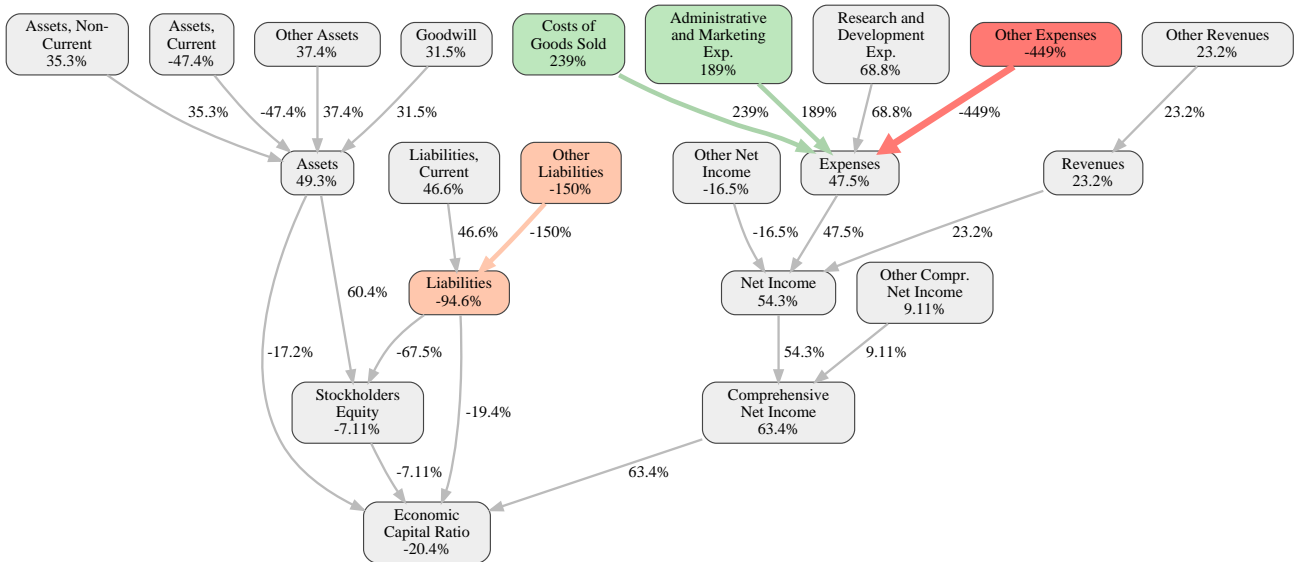 Assets, Non-
Current
35.3%
Assets,
Current
-47.4%
Other Assets
37.4%
Goodwill
31.5%
Costs of
Goods Sold
239%
Administrative
and Marketing
Exp.
189%
Research and
Development
Exp.
68.8%
Other Expenses
-449%
Other Revenues
23.2%
35.3%
-47.4%
37.4%
31.5%
239%
189%
68.8%
-449%
23.2%
Assets
49.3%
Liabilities,
Current
46.6%
Other
Liabilities
-150%
Other Net
Income
-16.5%
Expenses
47.5%
Revenues
23.2%
46.6%
-150%
-16.5%
47.5%
23.2%
60.4%
Liabilities
-94.6%
Net Income
54.3%
Other Compr.
Net Income
9.11%
-17.2%
-67.5%
54.3%
9.11%
Stockholders
Equity
-7.11%
-19.4%
Comprehensive
Net Income
63.4%
-7.11%
63.4%
Economic
Capital Ratio
-20.4%